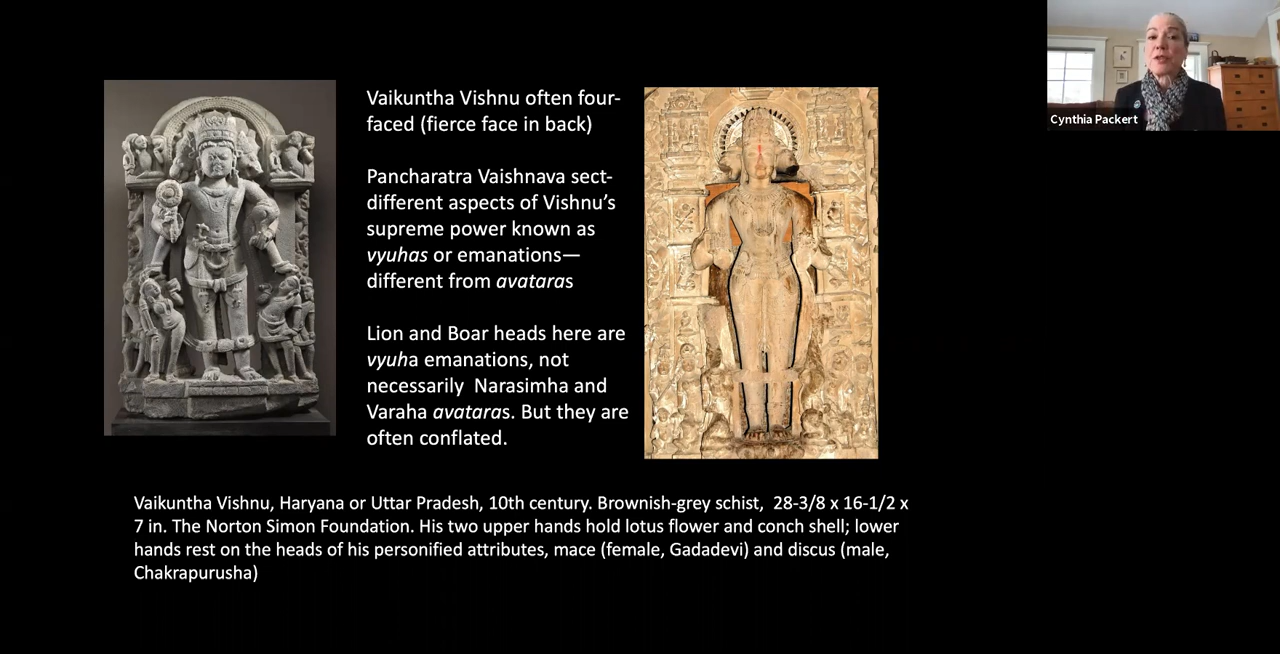 Vaikuntha Vishnu often four-
faced (fierce face in back)
Pancharatra Vaishnava sect-
different aspects of Vishnu’s
supreme power known as
vyuhas or emanations—
different from avataras
Lion and Boar heads here are
vyuha emanations, not
necessarily  Narasimha and
Varaha avataras. But they are
often conflated.
Vaikuntha Vishnu, Haryana or Uttar Pradesh, 10th century. Brownish-grey schist,  28-3/8 x 16-1/2 x
7 in. The Norton Simon Foundation. His two upper hands hold lotus flower and conch shell; lower
hands rest on the heads of his personified attributes, mace (female, Gadadevi) and discus (male,
Chakrapurusha)
Cynthia Packert